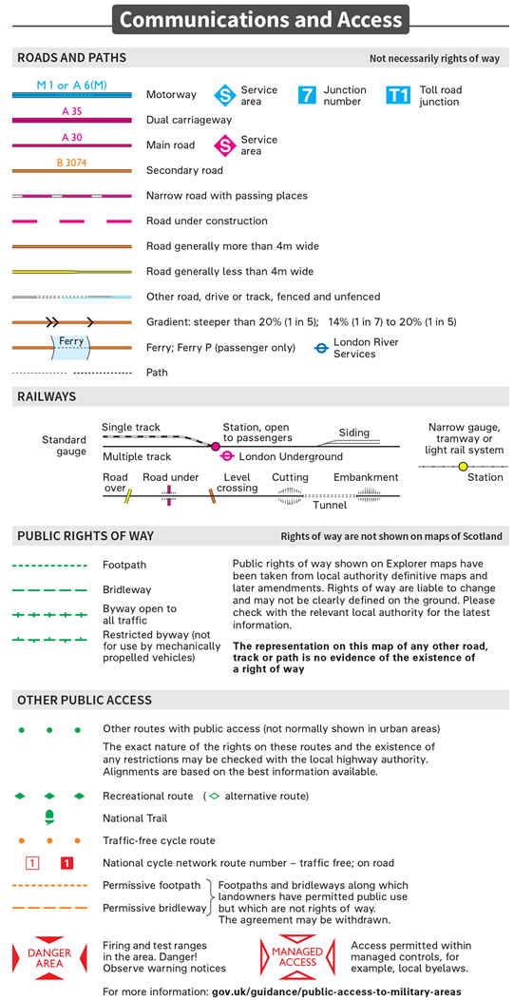 Communications and Access
ROADS AND PATHS
Not necessarily rights of way
M 1 or A 6(M)
Motorway
S
Service
area
7
Junction
number
T1
Toll road
junction
A 35
Dual carriageway
A 30
Main road
S
Service
area
B 3074
Secondary road
Narrow road with passing places
Road under construction
Road generally more than 4m wide
Road generally less than 4m wide
Other road, drive or track, fenced and unfenced
Gradient: steeper than 20% (1 in 5); 14% (1 in 7) to 20% (1 in 5)
Ferry
Ferry; Ferry P (passenger only)
London River
Services
Path
RAILWAYS
Standard
gauge
Single track
Station, open
to passengers
Siding
Multiple track
London Underground
Narrow gauge,
tramway or
light rail system
Station
Road
over
Road under
Level
crossing
Cutting
Embankment
Tunnel
PUBLIC RIGHTS OF WAY
Rights of way are not shown on maps of Scotland
Footpath
Bridleway
Byway open to
all traffic
Restricted byway (not
for use by mechanically
propelled vehicles)
Public rights of way shown on Explorer maps have
been taken from local authority definitive maps and
later amendments. Rights of way are liable to change
and may not be clearly defined on the ground. Please
check with the relevant local authority for the latest
information.
The representation on this map of any other road,
track or path is no evidence of the existence of
a right of way
OTHER PUBLIC ACCESS
Other routes with public access (not normally shown in urban areas)
The exact nature of the rights on these routes and the existence of
any restrictions may be checked with the local highway authority.
Alignments are based on the best information available.
Recreational route ( alternative route)
National Trail
Traffic-free cycle route
1
1
National cycle network route number – traffic free; on road
Permissive footpath
Permissive bridleway
Footpaths and bridleways along which
landowners have permitted public use
but which are not rights of way.
The agreement may be withdrawn.
DANGER
AREA
Firing and test ranges
in the area. Danger!
Observe warning notices
MANAGED
ACCESS
Access permitted within
managed controls, for
example, local byelaws.
For more information: gov.uk/guidance/public-access-to-military-areas